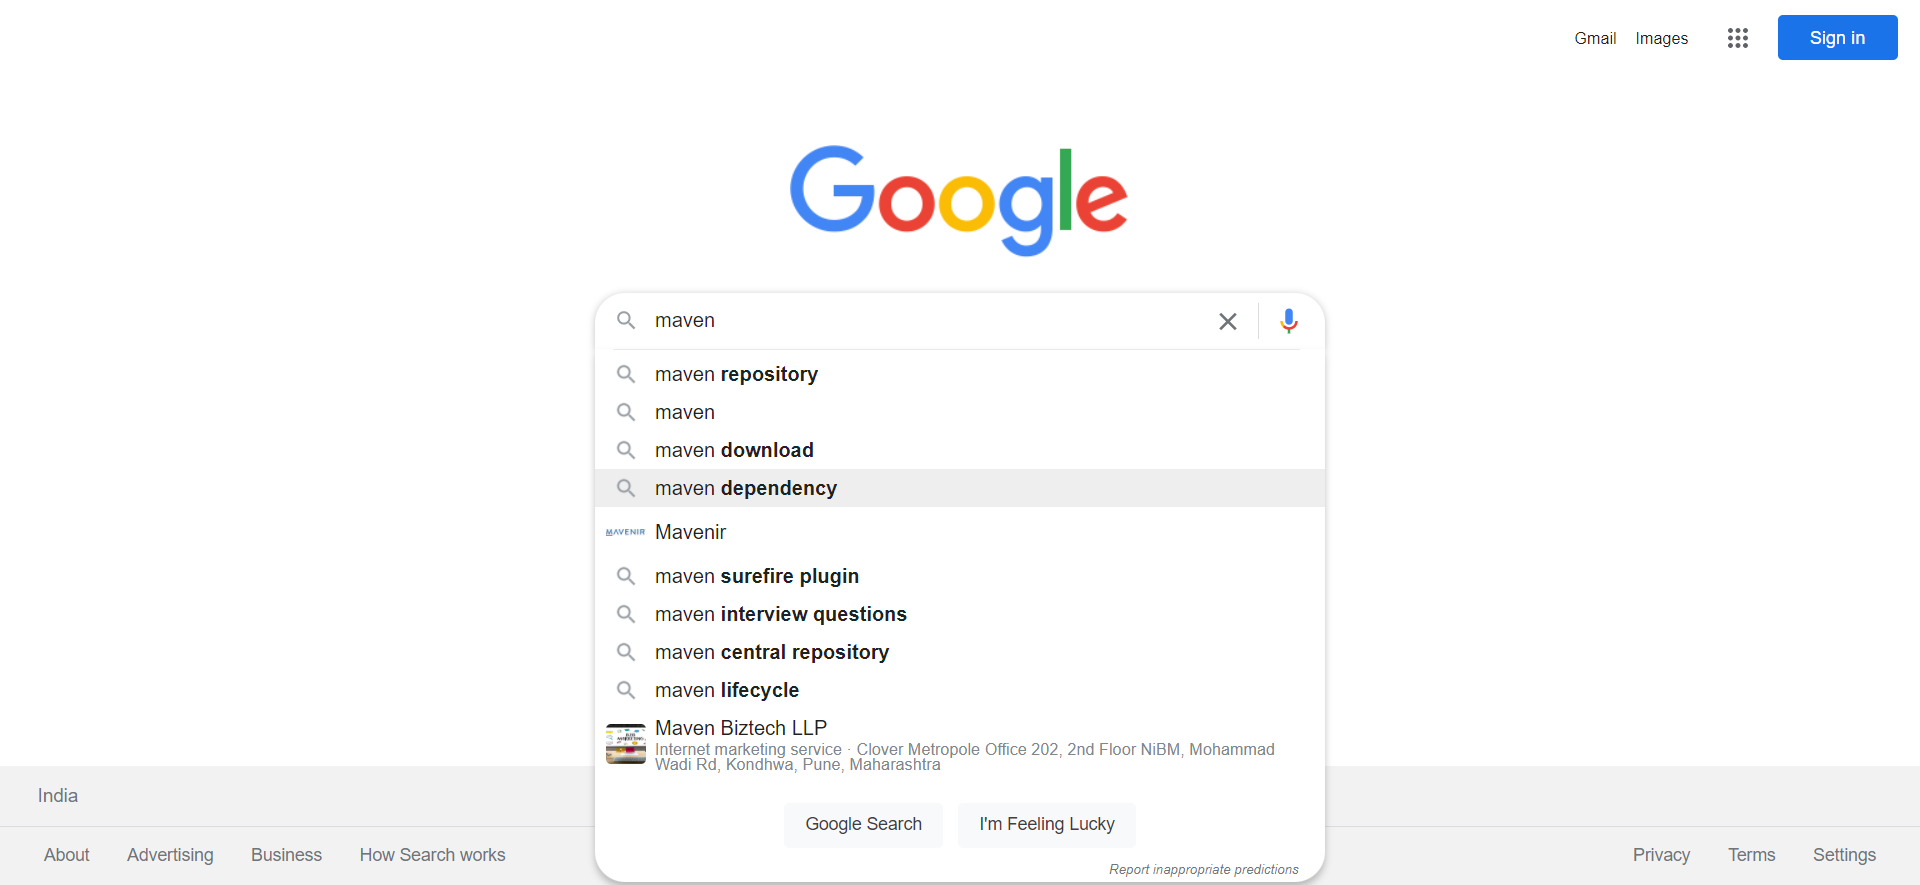 Gmail Images Sign in
Google
maven
maven repository
maven
maven download
maven dependency
MAVENIR Mavenir
maven surefire plugin
maven interview questions
maven central repository
maven lifecycle
Maven Biztech LLP
Internet marketing service · Clover Metropole Office 202, 2nd Floor NiBM, Mohammad
Wadi Rd, Kondhwa, Pune, Maharashtra
India
Google Search I'm Feeling Lucky
About Advertising Business How Search works Privacy Terms Settings
Report inappropriate predictions